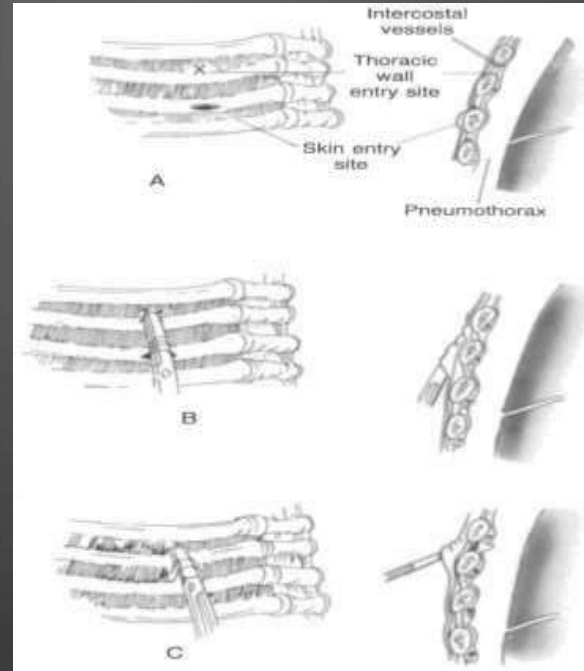 Intercostal
vessels
Thoracic
wall
entry site
Skin entry
site
A
Pneumothorax
B
C